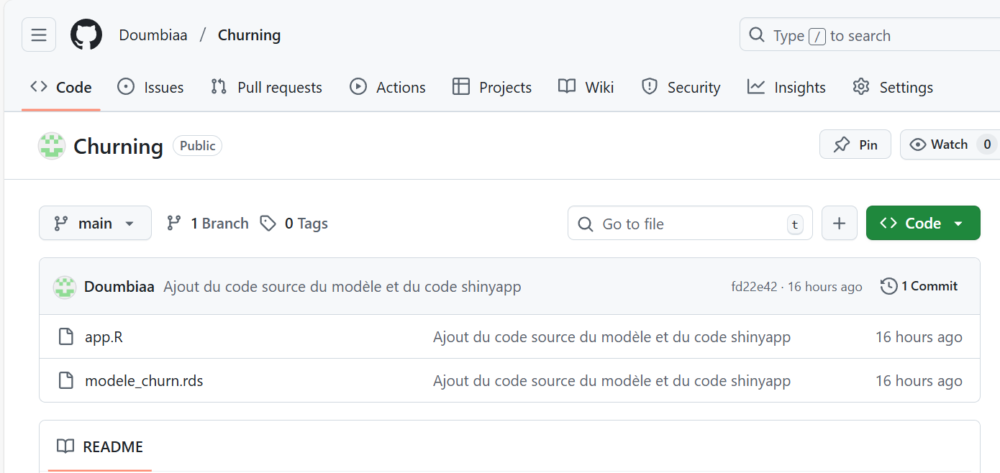 Doumbiaa / Churning
Type / to search
Code Issues Pull requests Actions Projects Wiki Security Insights Settings
Churning Public
Pin Watch 0
main 1 Branch 0 Tags
Go to file t
+ Code
Doumbiaa Ajout du code source du modèle et du code shinyapp fd22e42 · 16 hours ago 1 Commit
app.R Ajout du code source du modèle et du code shinyapp 16 hours ago
modele_churn.rds Ajout du code source du modèle et du code shinyapp 16 hours ago
README